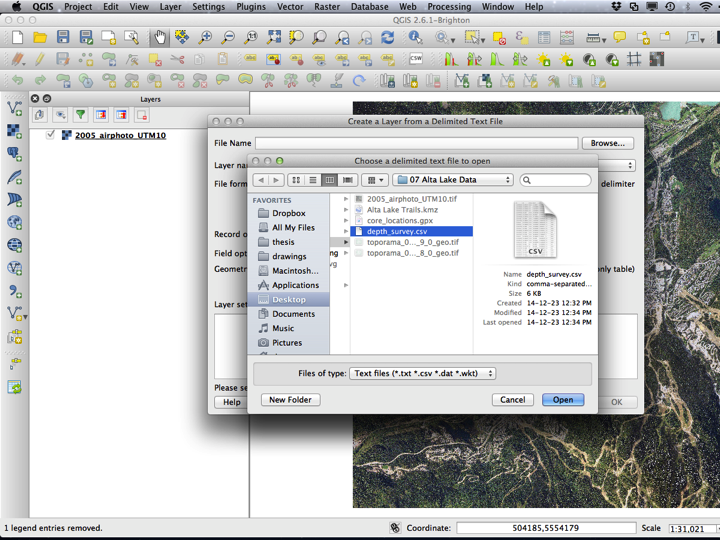 QGIS Project Edit View Layer Settings Plugins Vector Raster Database Web Processing Window Help
QGIS 2.6.1-Brighton
CSW
Layers
2005_airphoto_UTM10
Create a Layer from a Delimited Text File
File Name Browse...
Layer na
File form delimiter
Record o
Field opt
Geomet only table)
Layer set
Please se
Help OK
Choose a delimited text file to open
07 Alta Lake Data
FAVORITES
Dropbox
All My Files
thesis
drawings
Macintosh...
Applications
Desktop
Documents
Music
Pictures
ng
vg
2005_airphoto_UTM10.tif
Alta Lake Trails.kmz
core_locations.gpx
depth_survey.csv
toporama_0..._9_0_geo.tif
toporama_0..._8_0_geo.tif
CSV
Name depth_survey.csv
Kind comma-separated...
Size 6 KB
Created 14-12-23 12:32 PM
Modified 14-12-23 12:34 PM
Last opened 14-12-23 12:34 PM
Files of type: Text files (*.txt *.csv *.dat *.wkt)
New Folder Cancel Open
1 legend entries removed. Coordinate: 504185,5554179 Scale 1:31,021